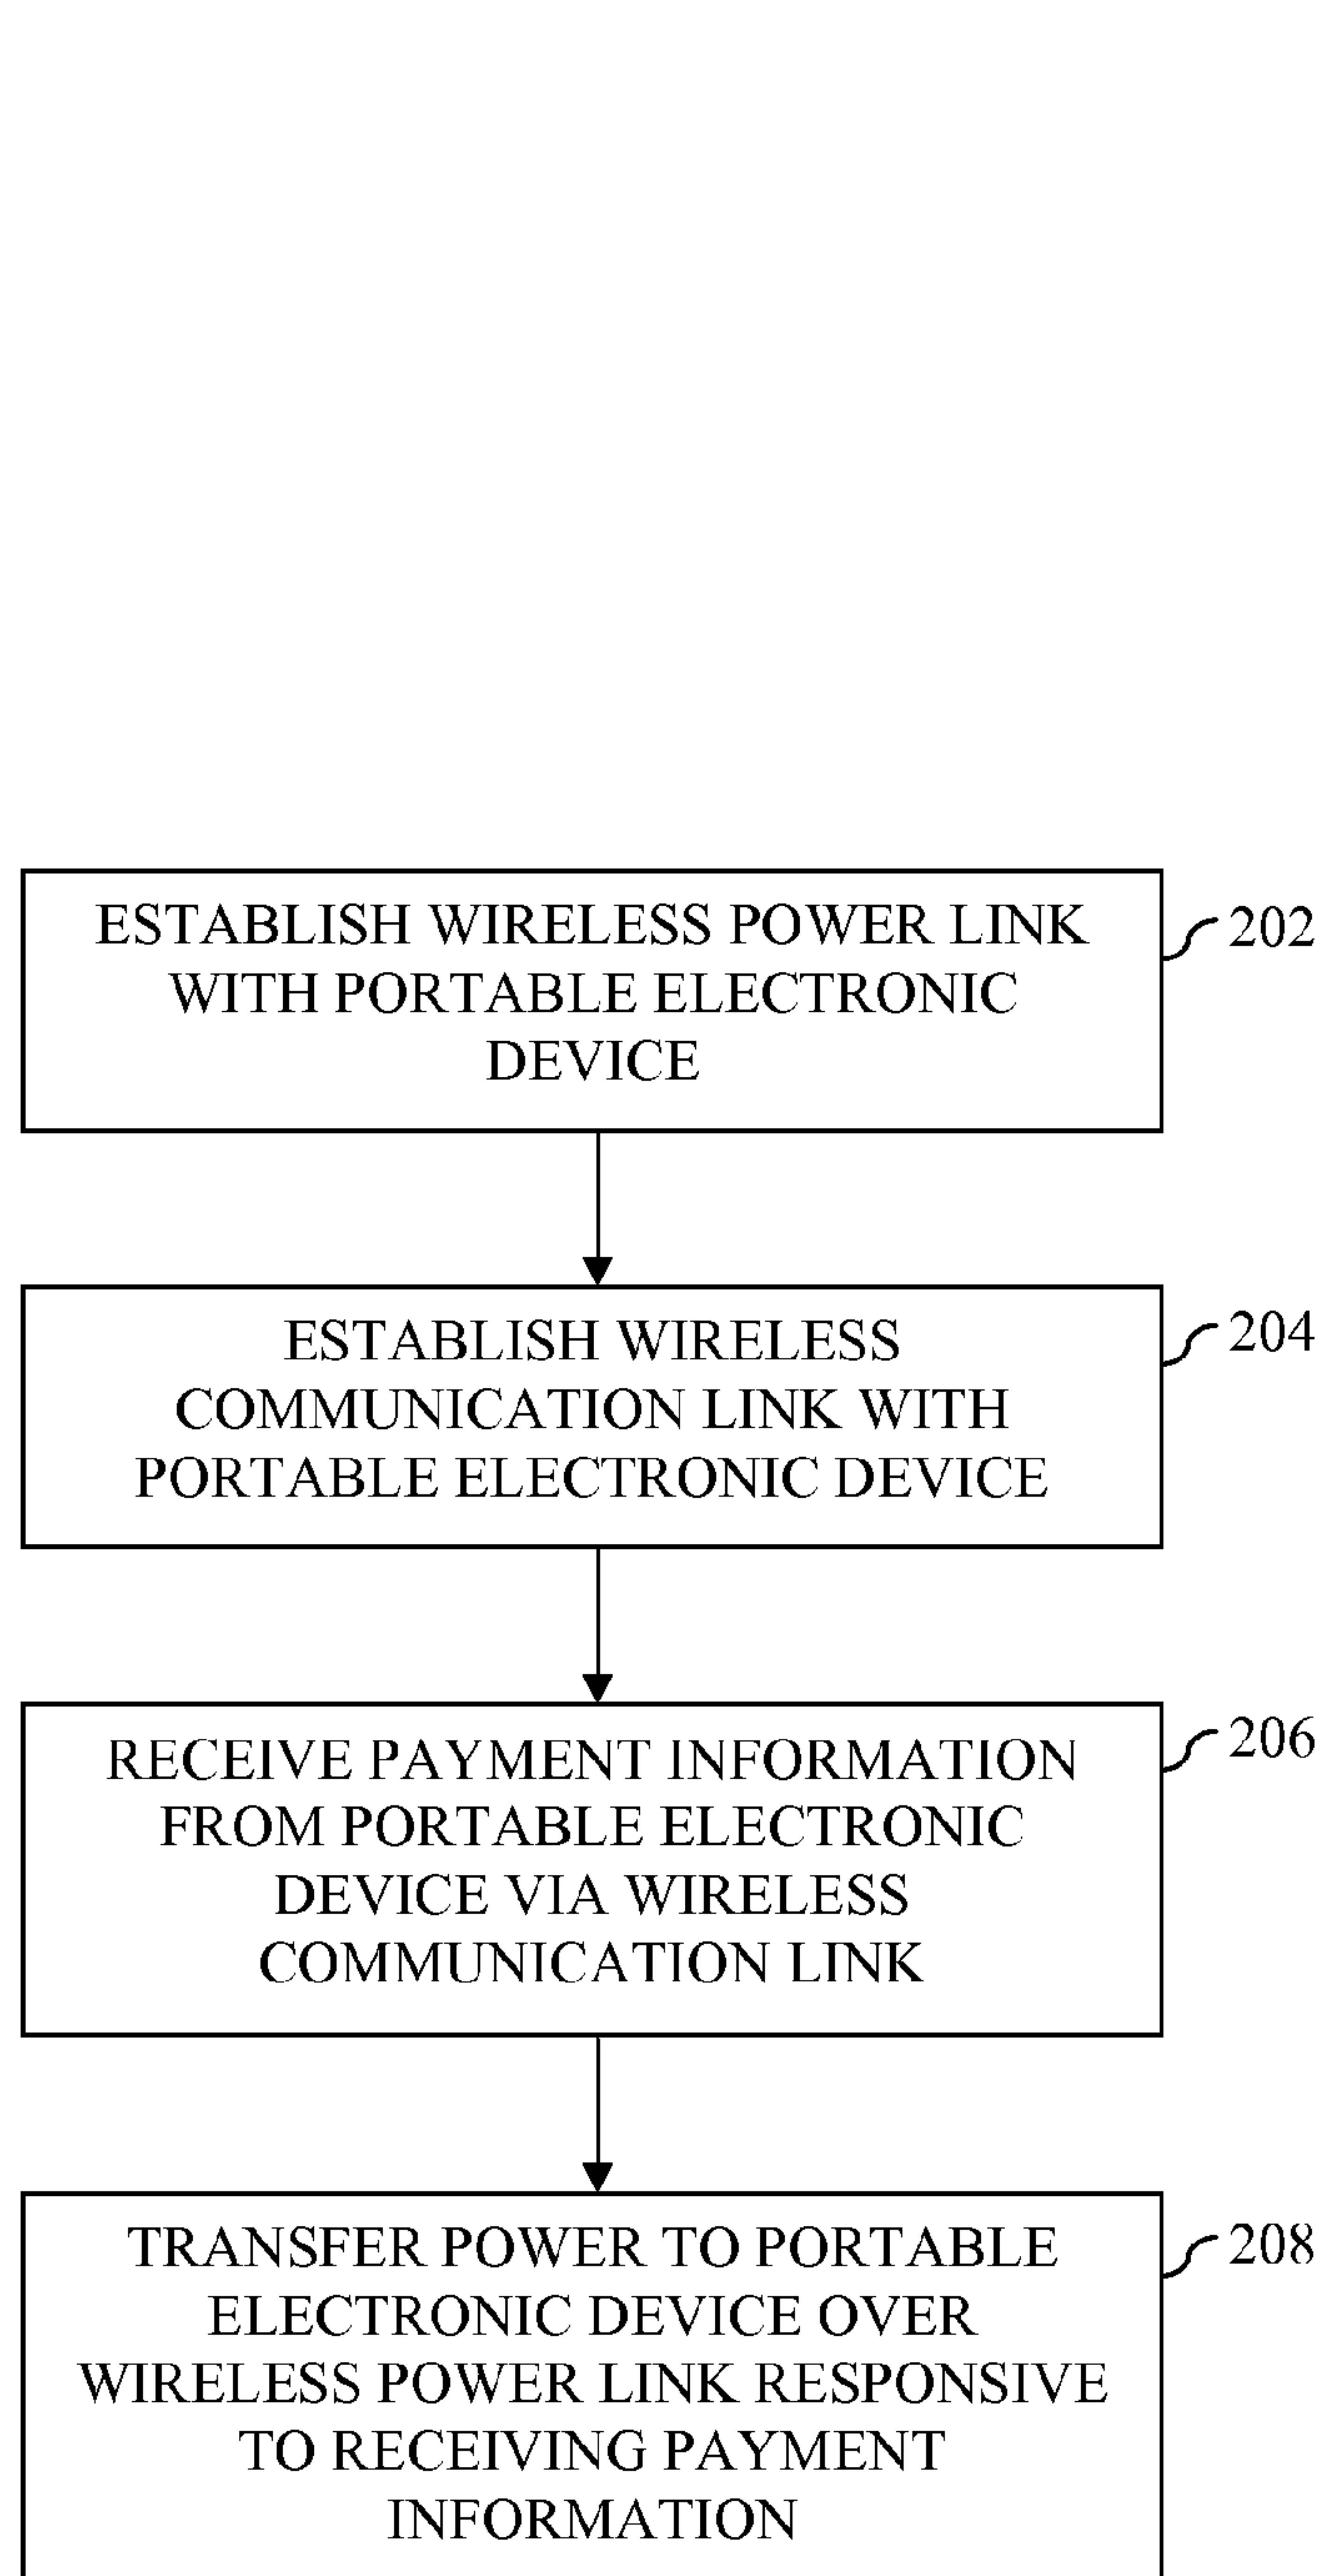 ESTABLISH WIRELESS POWER LINK
WITH PORTABLE ELECTRONIC
DEVICE
202
ESTABLISH WIRELESS
COMMUNICATION LINK WITH
PORTABLE ELECTRONIC DEVICE
204
RECEIVE PAYMENT INFORMATION
FROM PORTABLE ELECTRONIC
DEVICE VIA WIRELESS
COMMUNICATION LINK
206
TRANSFER POWER TO PORTABLE
ELECTRONIC DEVICE OVER
WIRELESS POWER LINK RESPONSIVE
TO RECEIVING PAYMENT
INFORMATION
208